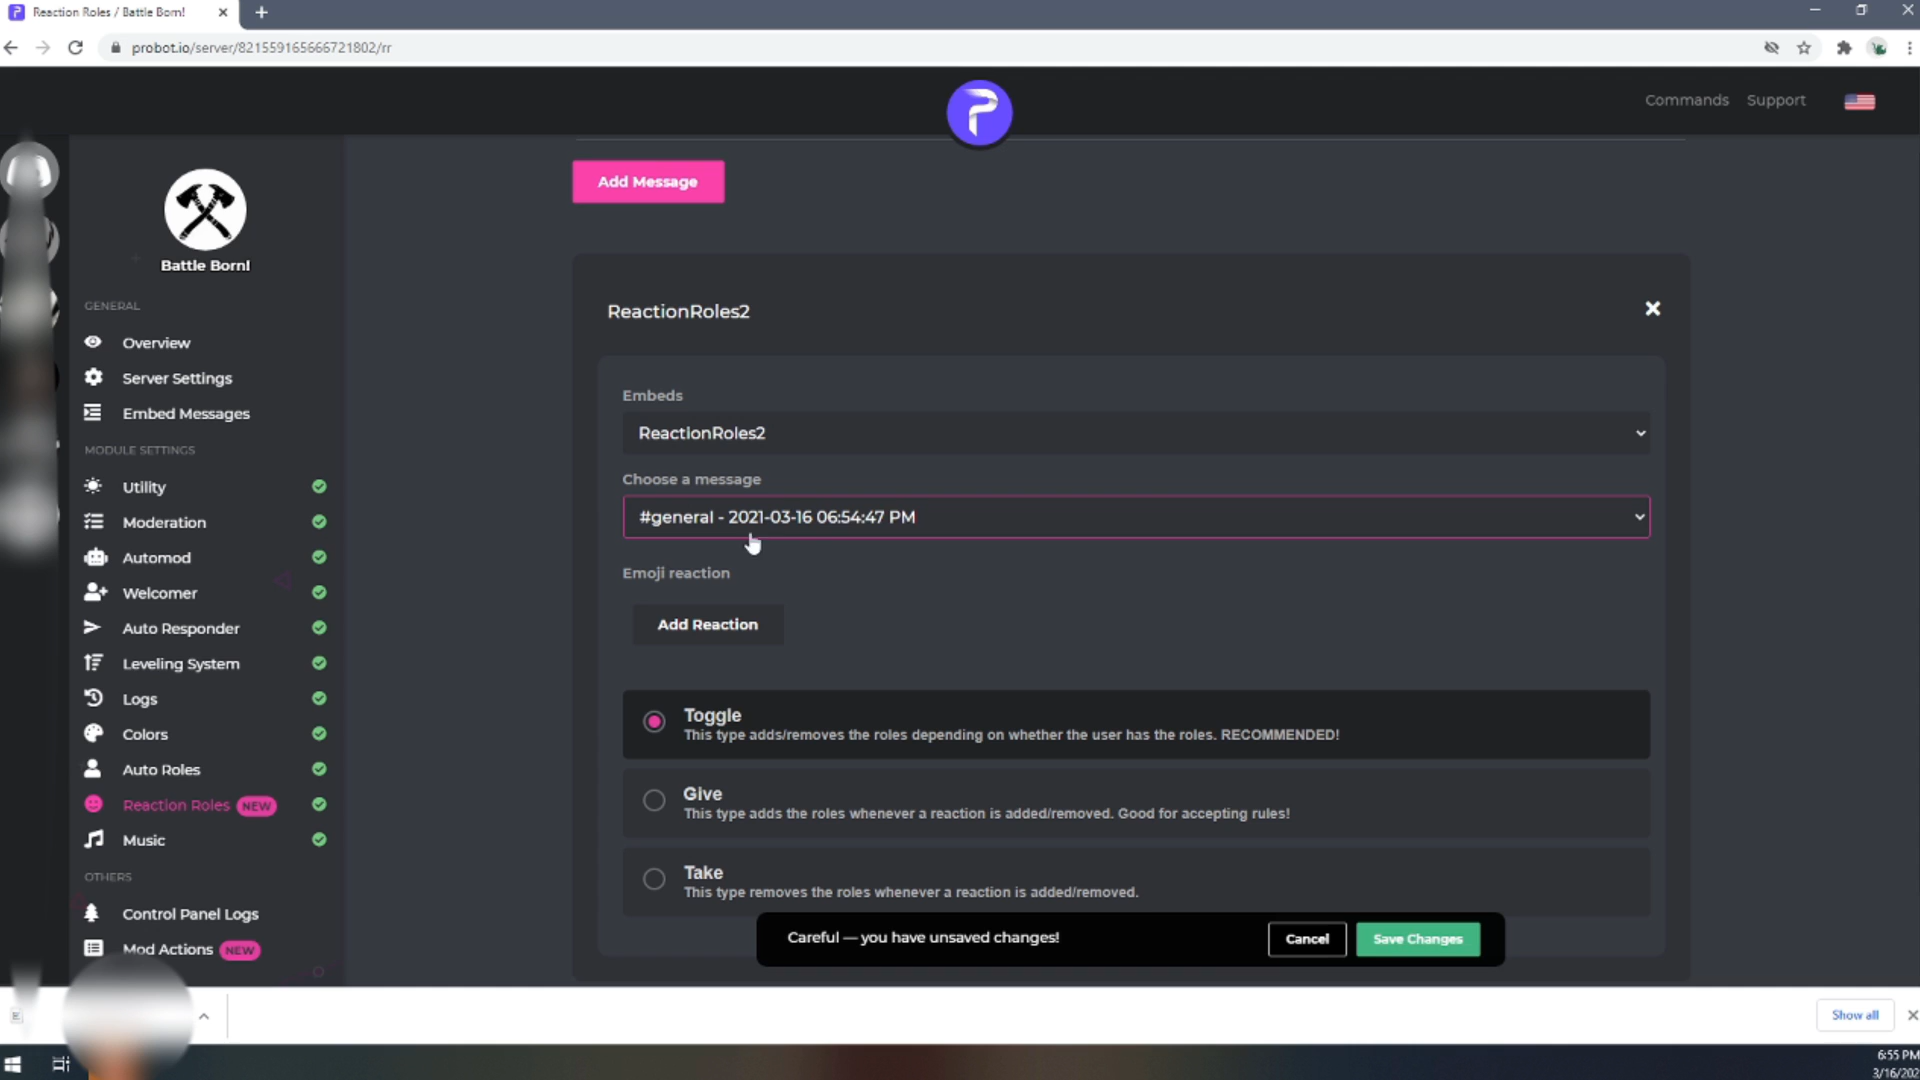 Reaction Roles / Battle Born!
probot.io/server/821559165666721802/rr
Commands
Support
Battle Born!
GENERAL
Overview
Server Settings
Embed Messages
MODULE SETTINGS
Utility
Moderation
Automod
Welcomer
Auto Responder
Leveling System
Logs
Colors
Auto Roles
Reaction Roles NEW
Music
OTHERS
Control Panel Logs
Mod Actions NEW
Add Message
ReactionRoles2
Embeds
ReactionRoles2
Choose a message
#general - 2021-03-16 06:54:47 PM
Emoji reaction
Add Reaction
Toggle
This type adds/removes the roles depending on whether the user has the roles. RECOMMENDED!
Give
This type adds the roles whenever a reaction is added/removed. Good for accepting rules!
Take
This type removes the roles whenever a reaction is added/removed.
Careful — you have unsaved changes!
Cancel
Save Changes
Show all
6:55 PM
3/16/202